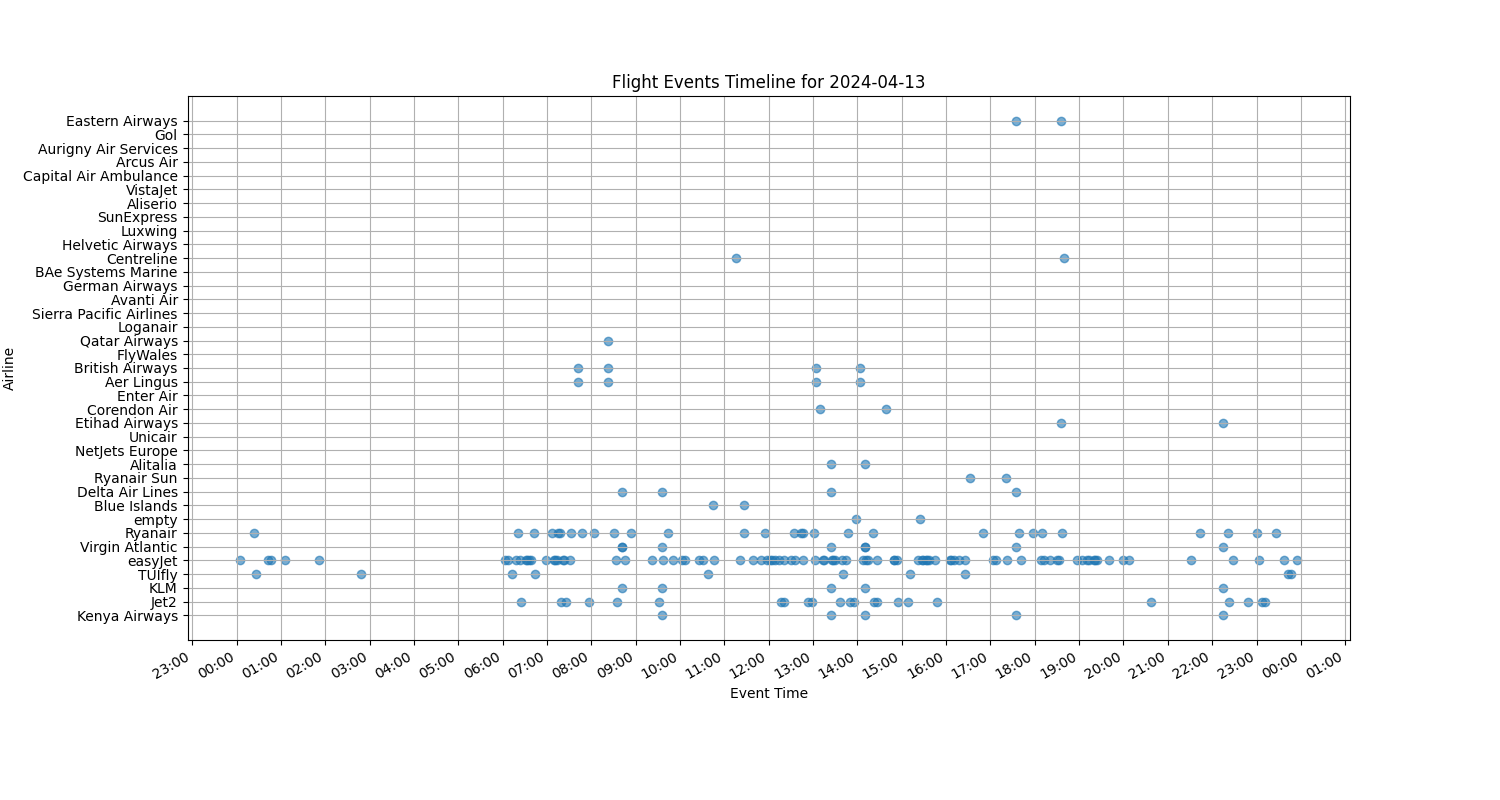 Flight Events Timeline for 2024-04-13
Eastern Airways
Gol
Aurigny Air Services
Arcus Air
Capital Air Ambulance
VistaJet
Aliserio
SunExpress
Luxwing
Helvetic Airways
Centreline
BAe Systems Marine
German Airways
Avanti Air
Sierra Pacific Airlines
Loganair
Qatar Airways
FlyWales
British Airways
Aer Lingus
Enter Air
Corendon Air
Etihad Airways
Unicair
NetJets Europe
Alitalia
Ryanair Sun
Delta Air Lines
Blue Islands
empty
Ryanair
Virgin Atlantic
easyJet
TUIfly
KLM
Jet2
Kenya Airways
Airline
23:00 00:00 01:00 02:00 03:00 04:00 05:00 06:00 07:00 08:00 09:00 10:00 11:00 12:00 13:00 14:00 15:00 16:00 17:00 18:00 19:00 20:00 21:00 22:00 23:00 00:00 01:00
Event Time